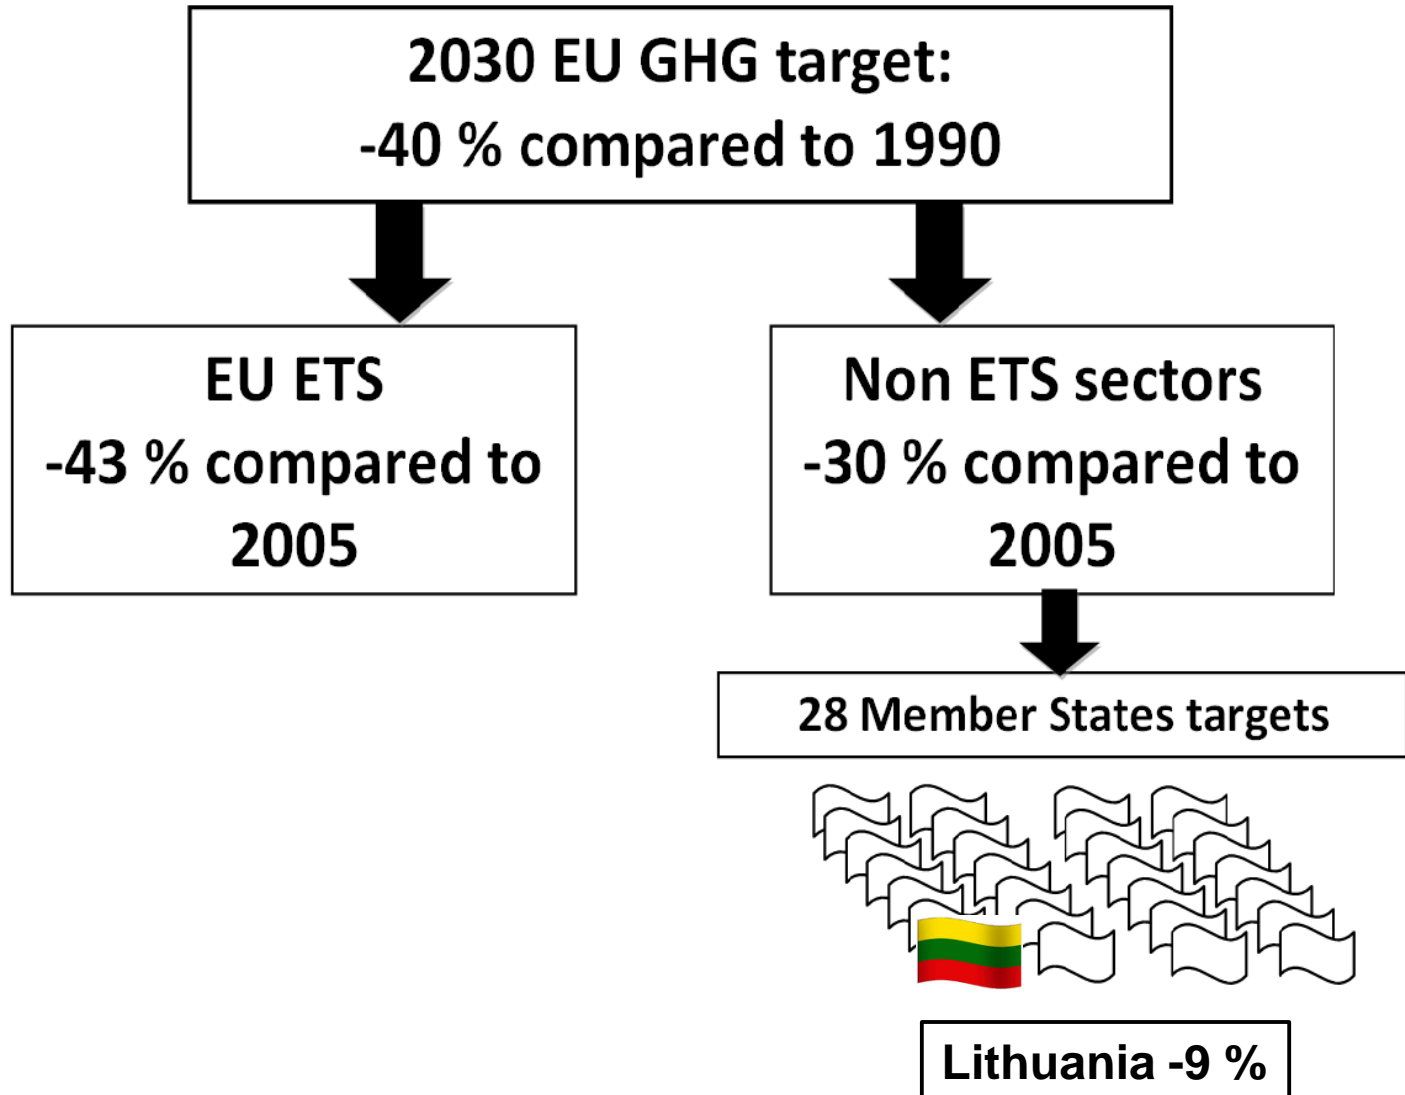 2030 EU GHG target:
-40 % compared to 1990
EU ETS
-43 % compared to
2005
Non ETS sectors
-30 % compared to
2005
28 Member States targets
Lithuania -9 %